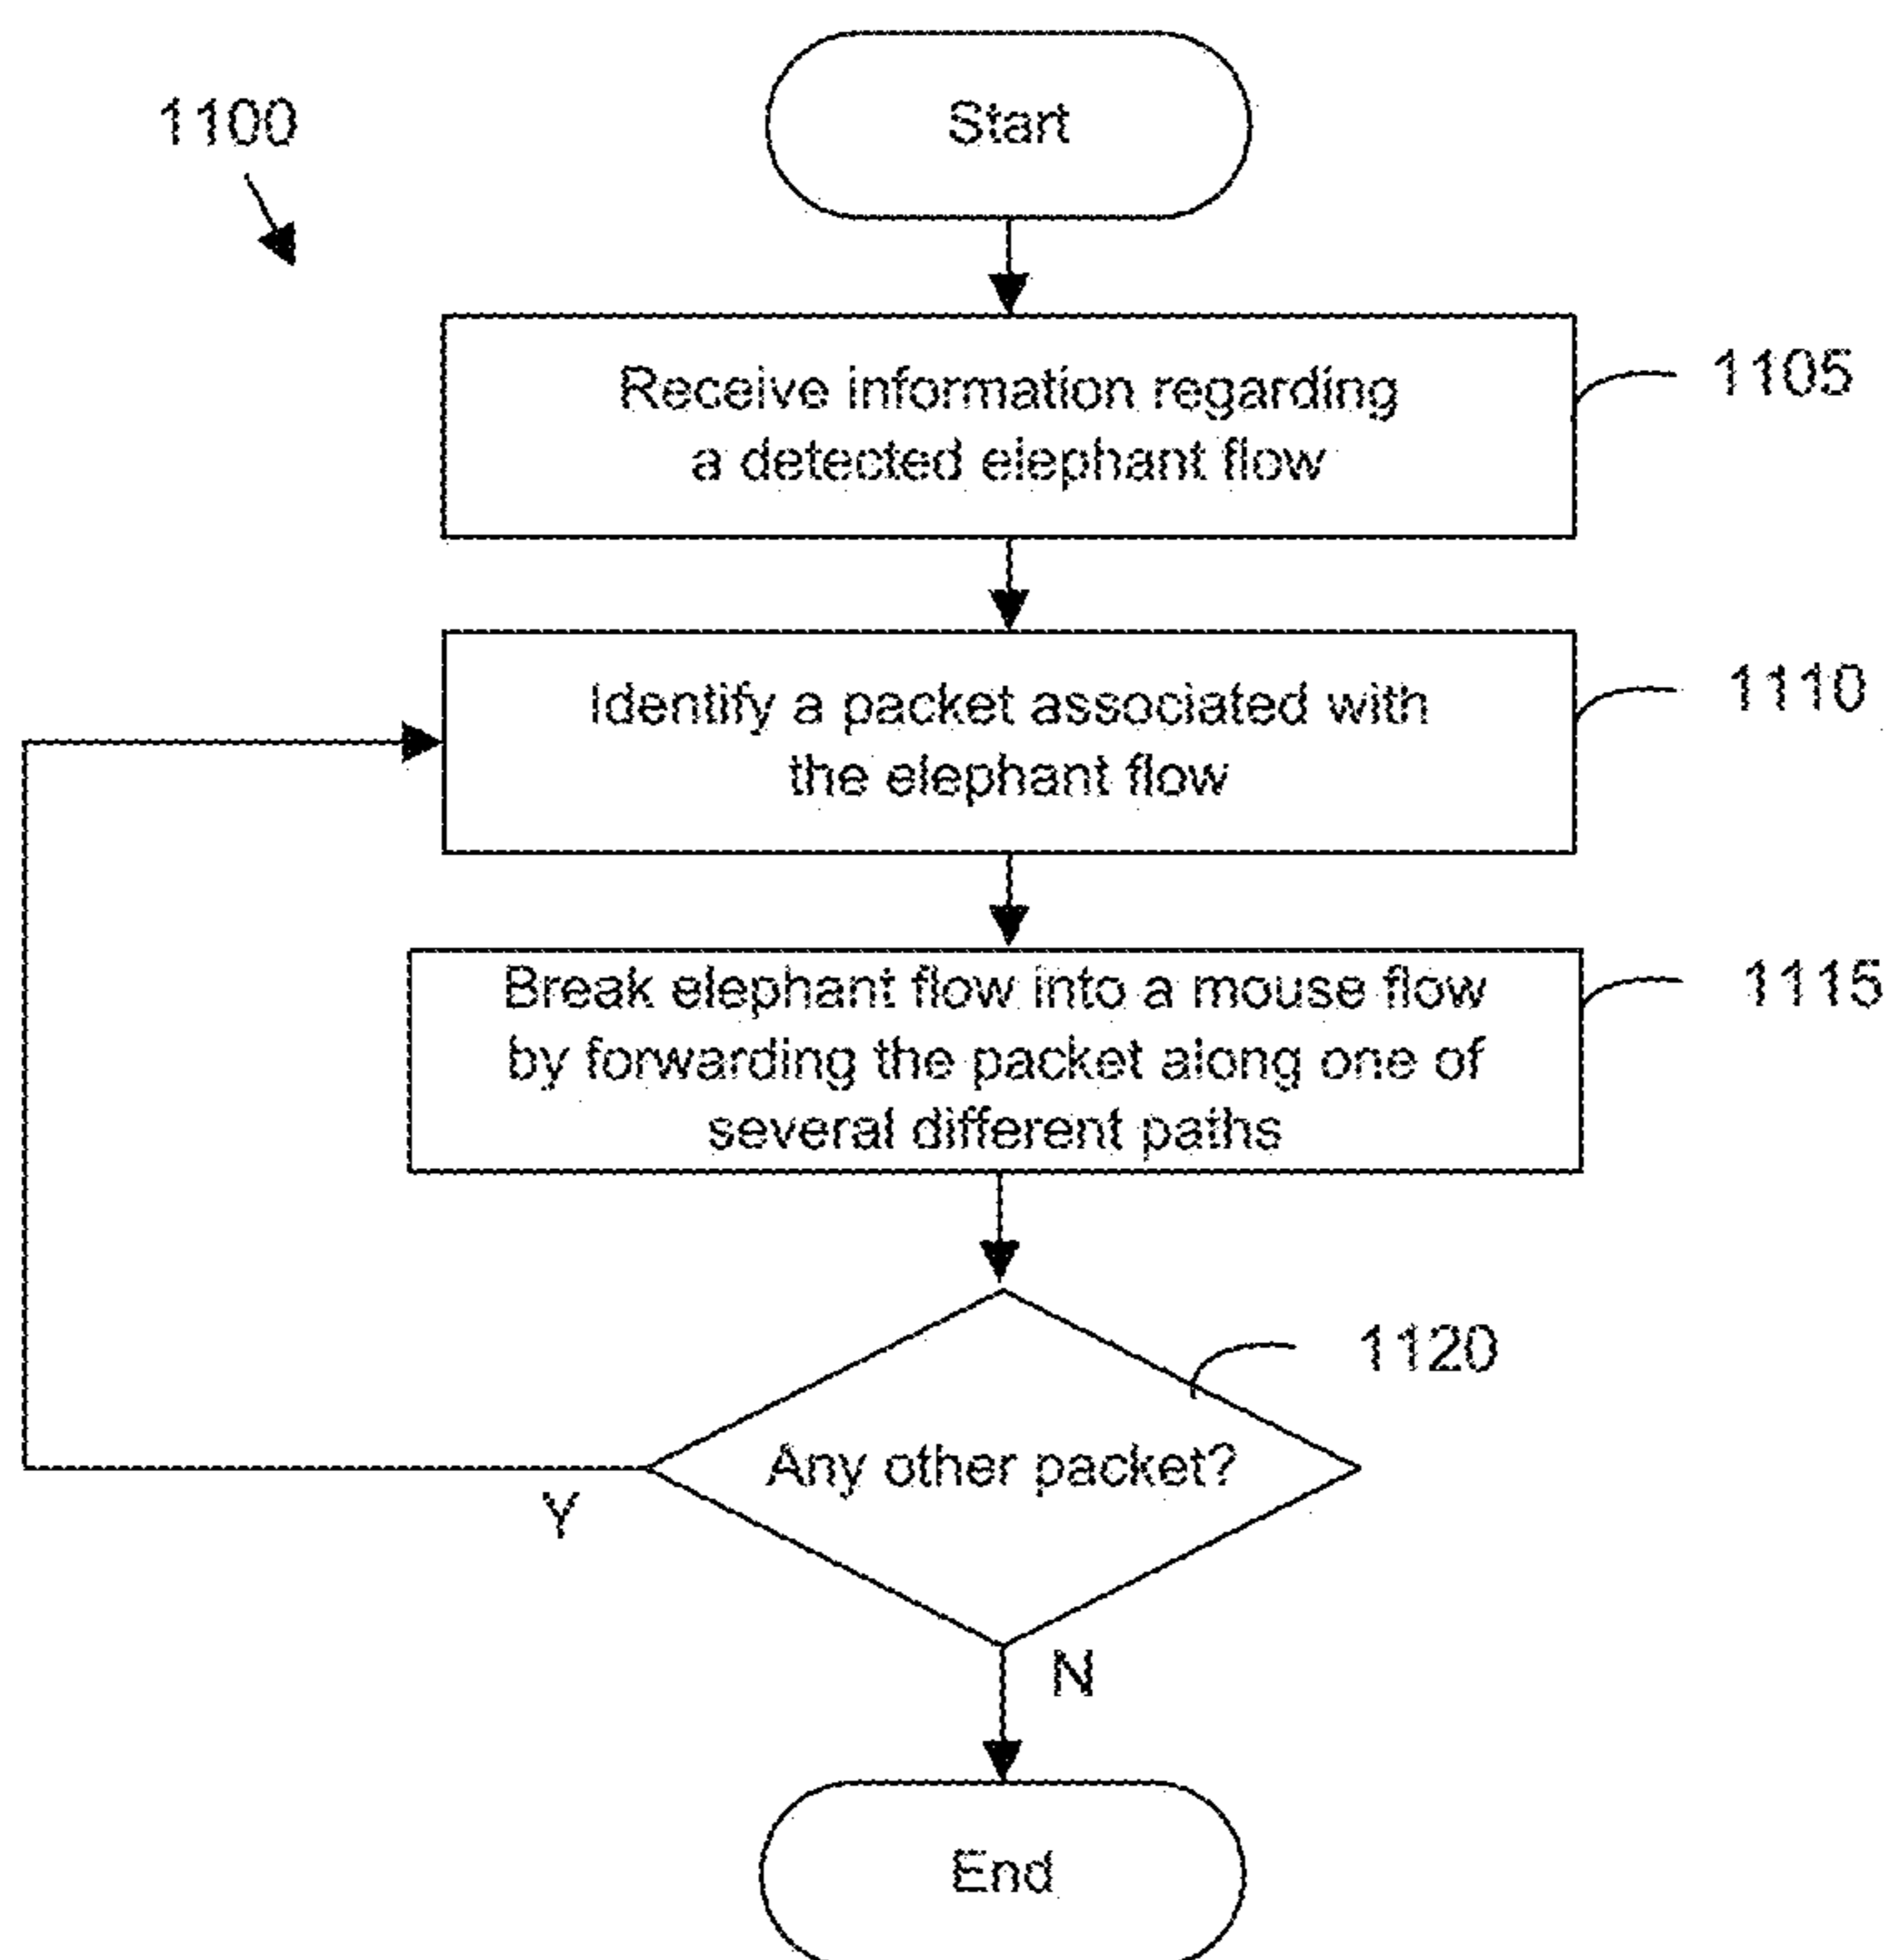 1100
Start
Receive information regarding
a detected elephant flow
1105
Identify a packet associated with
the elephant flow
1110
Break elephant flow into a mouse flow
by forwarding the packet along one of
several different paths
1115
1120
Any other packet?
Y
N
End